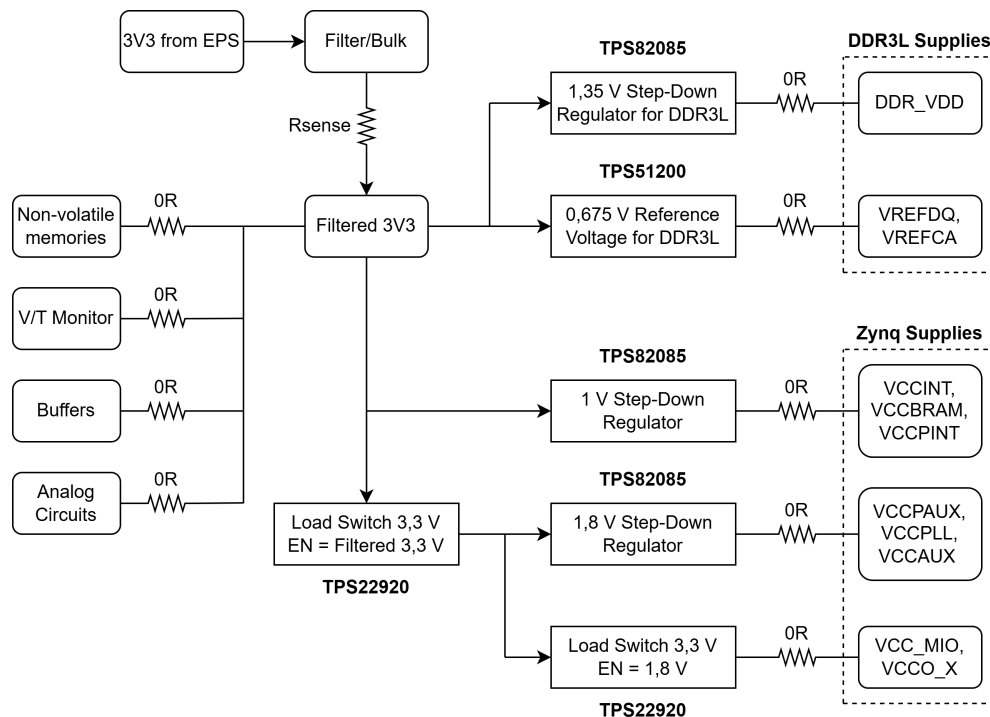 3V3 from EPS
Filter/Bulk
Rsense
Filtered 3V3
Non-volatile
memories
0R
V/T Monitor
0R
Buffers
0R
Analog
Circuits
0R
Load Switch 3,3 V
EN = Filtered 3,3 V
TPS22920
TPS82085
1,35 V Step-Down
Regulator for DDR3L
0R
DDR3L Supplies
DDR_VDD
TPS51200
0,675 V Reference
Voltage for DDR3L
0R
VREFDQ,
VREFCA
Zynq Supplies
TPS82085
1 V Step-Down
Regulator
0R
VCCINT,
VCCBRAM,
VCCPINT
TPS82085
1,8 V Step-Down
Regulator
0R
VCCPAUX,
VCCPLL,
VCCAUX
Load Switch 3,3 V
EN = 1,8 V
TPS22920
0R
VCC_MIO,
VCCO_X